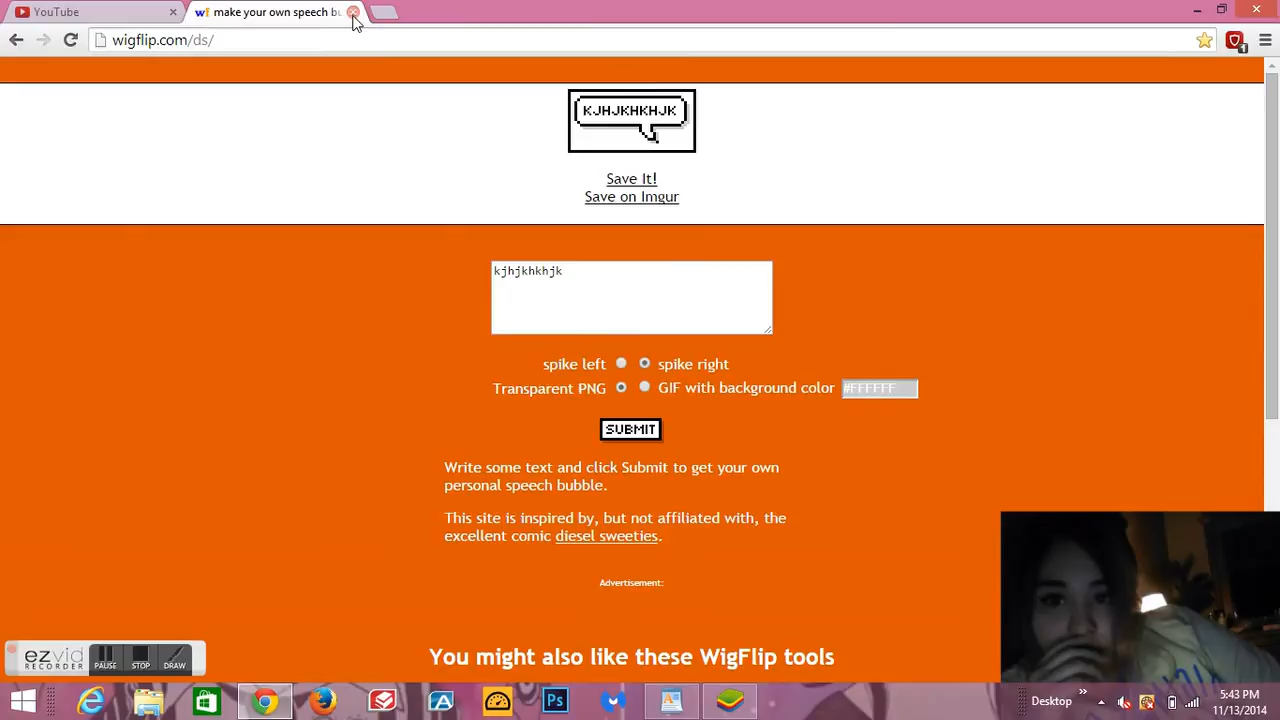 YouTube
wf make your own speech bu
wigflip.com/ds/
KJHJKHKHJK
Save It!
Save on Imgur
kjhjkhkhjk
spike left spike right
Transparent PNG GIF with background color #FFFFFF
SUBMIT
Write some text and click Submit to get your own
personal speech bubble.
This site is inspired by, but not affiliated with, the
excellent comic diesel sweeties.
Advertisement:
You might also like these WigFlip tools
ezvid
RECORDER
PAUSE STOP DRAW
Ps
Desktop
5:43 PM
11/13/2014